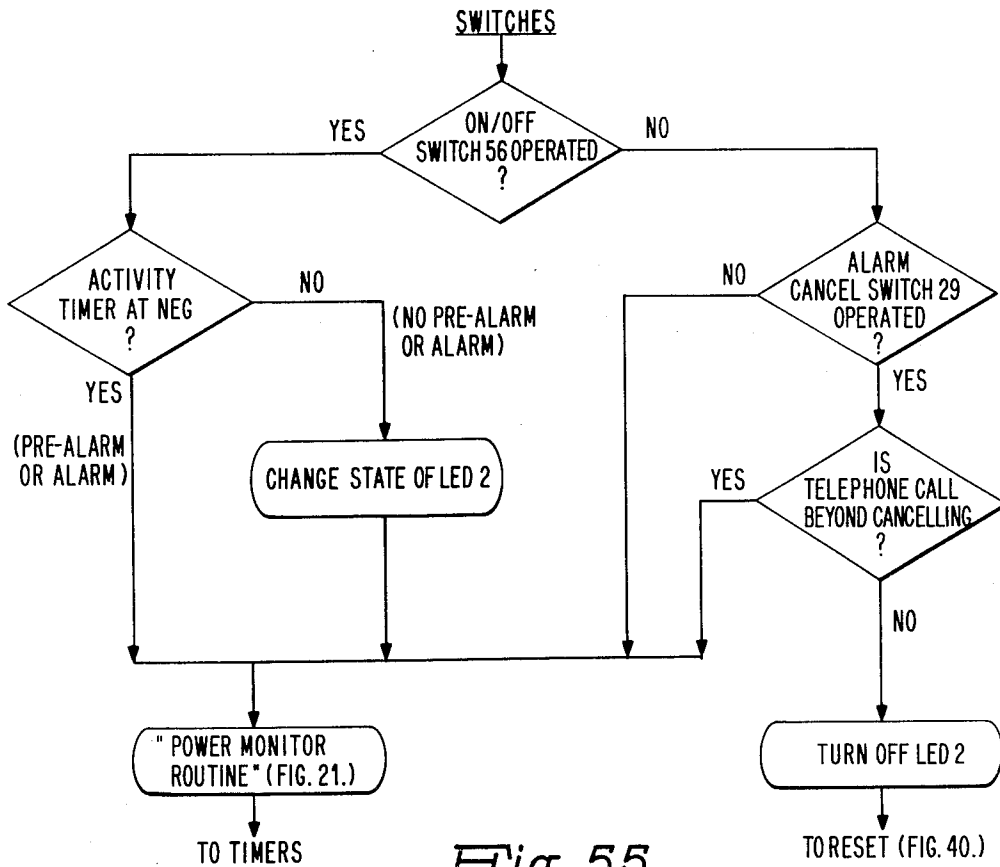 SWITCHES
ON/OFF
SWITCH 56 OPERATED
?
YES
NO
ACTIVITY
TIMER AT NEG
?
NO
(NO PRE-ALARM
OR ALARM)
YES
(PRE-ALARM
OR ALARM)
CHANGE STATE OF LED 2
ALARM
CANCEL SWITCH 29
OPERATED
?
NO
YES
IS
TELEPHONE CALL
BEYOND CANCELLING
?
YES
NO
" POWER MONITOR
ROUTINE" (FIG. 21.)
TO TIMERS
TURN OFF LED 2
TO RESET (FIG. 40.)
Fig. 55